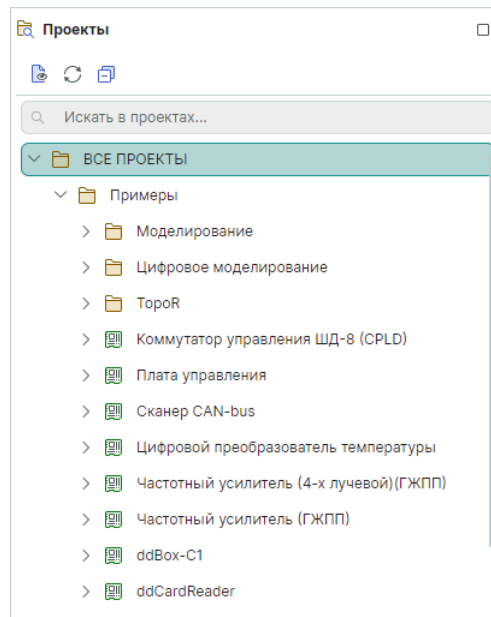 Проекты
Искать в проектах...
ВСЕ ПРОЕКТЫ
Примеры
Моделирование
Цифровое моделирование
TopoR
Коммутатор управления ШД-8 (CPLD)
Плата управления
Сканер CAN-bus
Цифровой преобразователь температуры
Частотный усилитель (4-х лучевой)(ГЖПП)
Частотный усилитель (ГЖПП)
ddBox-C1
ddCardReader